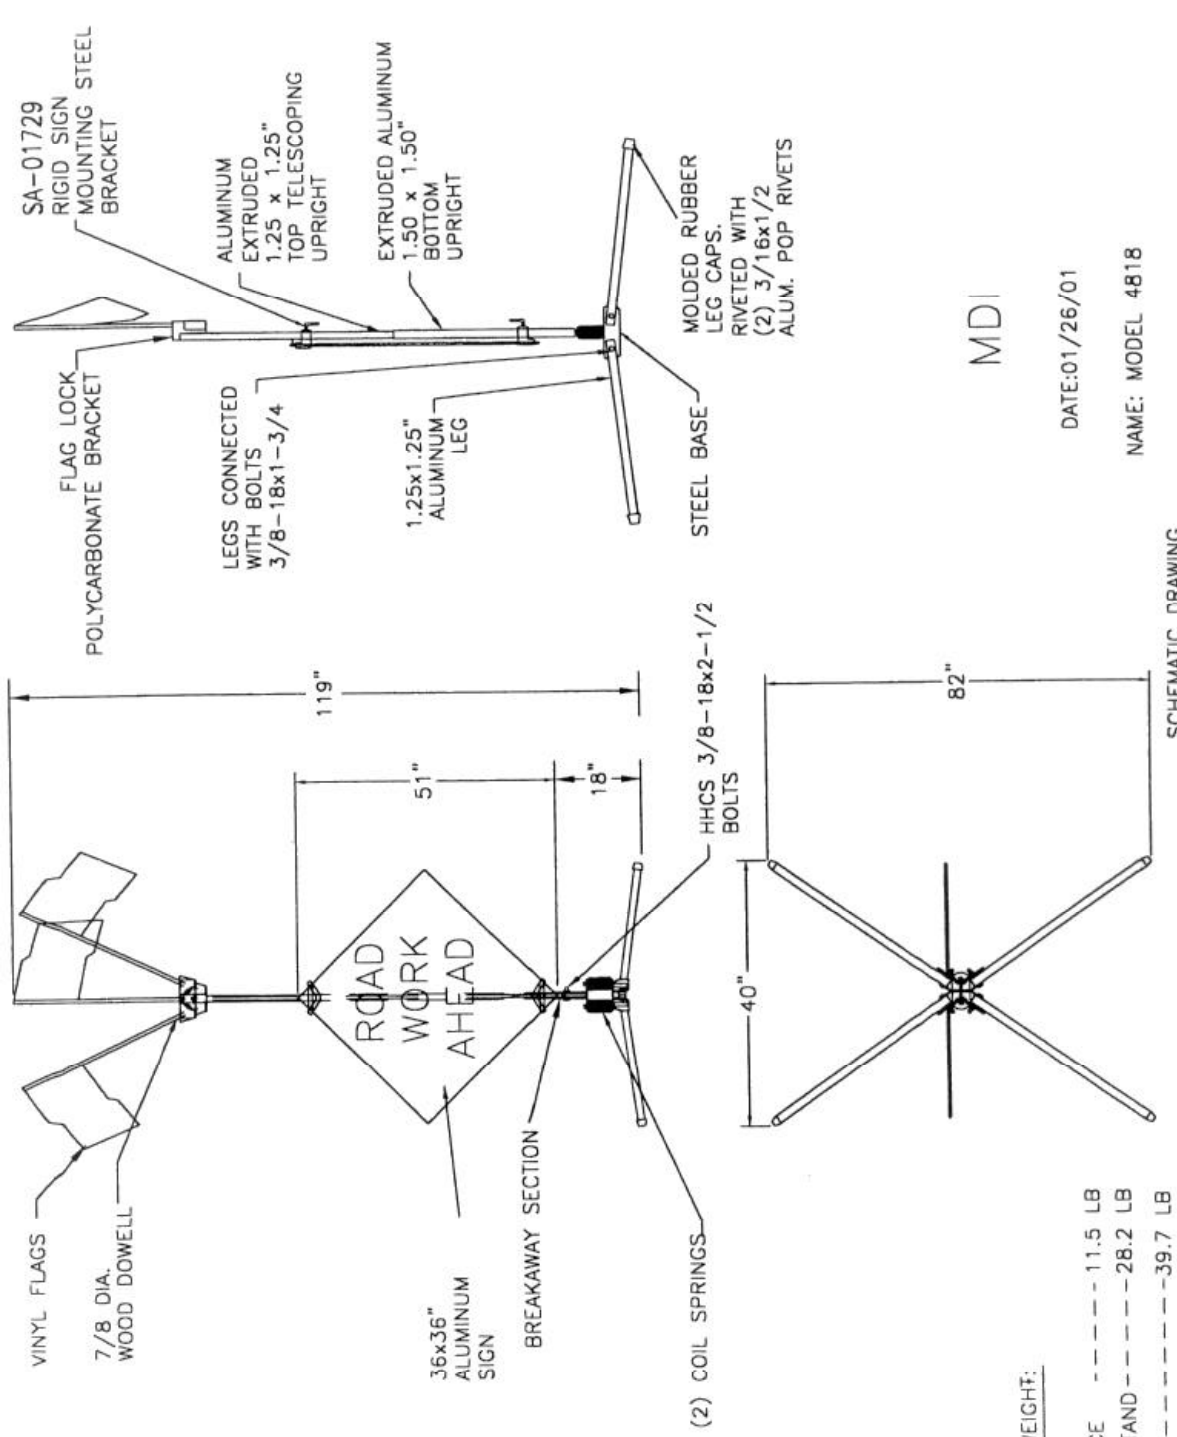 SA-01729
RIGID SIGN
MOUNTING STEEL
BRACKET
FLAG LOCK
POLYCARBONATE BRACKET
ALUMINUM
EXTRUDED
1.25 x 1.25"
TOP TELESCOPING
UPRIGHT
EXTRUDED ALUMINUM
1.50 x 1.50"
BOTTOM
UPRIGHT
LEGS CONNECTED
WITH BOLTS
3/8-18x1-3/4
1.25x1.25"
ALUMINUM
LEG
STEEL BASE
MOLDED RUBBER
LEG CAPS.
RIVETED WITH
(2) 3/16x1/2
ALUM. POP RIVETS
VINYL FLAGS
7/8 DIA.
WOOD DOWELL
119"
51"
18"
ROAD
WORK
AHEAD
36x36"
ALUMINUM
SIGN
BREAKAWAY SECTION
(2) COIL SPRINGS
HHCS 3/8-18x2-1/2
BOLTS
40"
82"
MDI
DATE:01/26/01
NAME: MODEL 4818
SCHEMATIC DRAWING
WEIGHT:
-----11.5 LB
-----28.2 LB
------39.7 LB